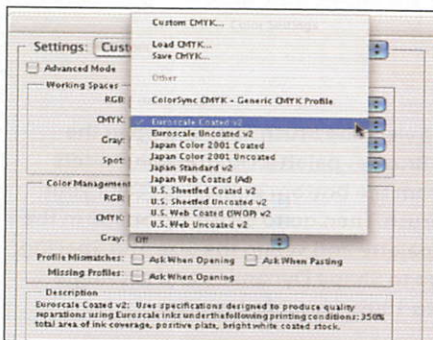 Color Settings
Settings: Cust
Advanced Mode
Working Spaces
RGB:
CMYK:
Gray:
Spot:
Custom CMYK...
Load CMYK...
Save CMYK...
Other
ColorSync CMYK - Generic CMYK Profile
✓ Euroscale Coated v2
Euroscale Uncoated v2
Japan Color 2001 Coated
Japan Color 2001 Uncoated
Japan Standard v2
Japan Web Coated (Ad)
U.S. Sheetfed Coated v2
U.S. Sheetfed Uncoated v2
U.S. Web Coated (SWOP) v2
U.S. Web Uncoated v2
Color Management
RGB:
CMYK:
Gray: Off
Profile Mismatches: Ask When Opening Ask When Pasting
Missing Profiles: Ask When Opening
Description
Euroscale Coated v2: Uses specifications designed to produce quality
separations using Euroscale inks under the following printing conditions: 350%
total area of ink coverage, positive plate, bright white coated stock.